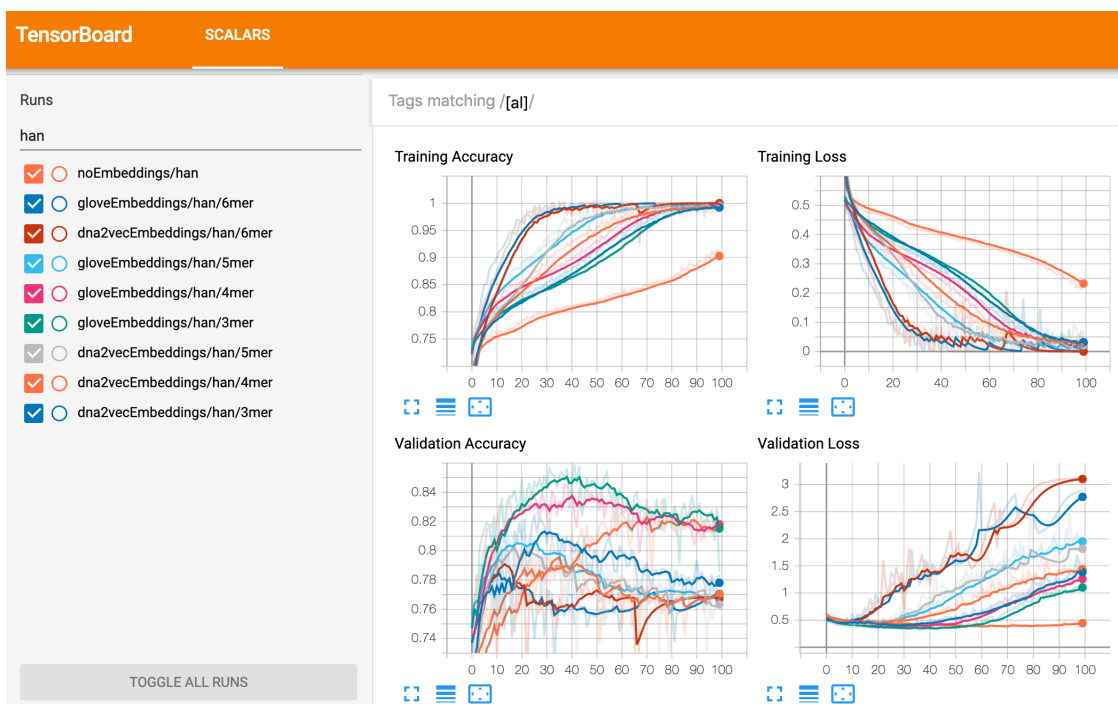 TensorBoard SCALARS
Runs
han
noEmbeddings/han
gloveEmbeddings/han/6mer
dna2vecEmbeddings/han/6mer
gloveEmbeddings/han/5mer
gloveEmbeddings/han/4mer
gloveEmbeddings/han/3mer
dna2vecEmbeddings/han/5mer
dna2vecEmbeddings/han/4mer
dna2vecEmbeddings/han/3mer
TOGGLE ALL RUNS
Tags matching /[al]/
Training Accuracy
1
0.95
0.9
0.85
0.8
0.75
0 10 20 30 40 50 60 70 80 90 100
Training Loss
0.5
0.4
0.3
0.2
0.1
0
0 20 40 60 80 100
Validation Accuracy
0.84
0.82
0.8
0.78
0.76
0.74
0 10 20 30 40 50 60 70 80 90 100
Validation Loss
3
2.5
2
1.5
1
0.5
0 10 20 30 40 50 60 70 80 90 100